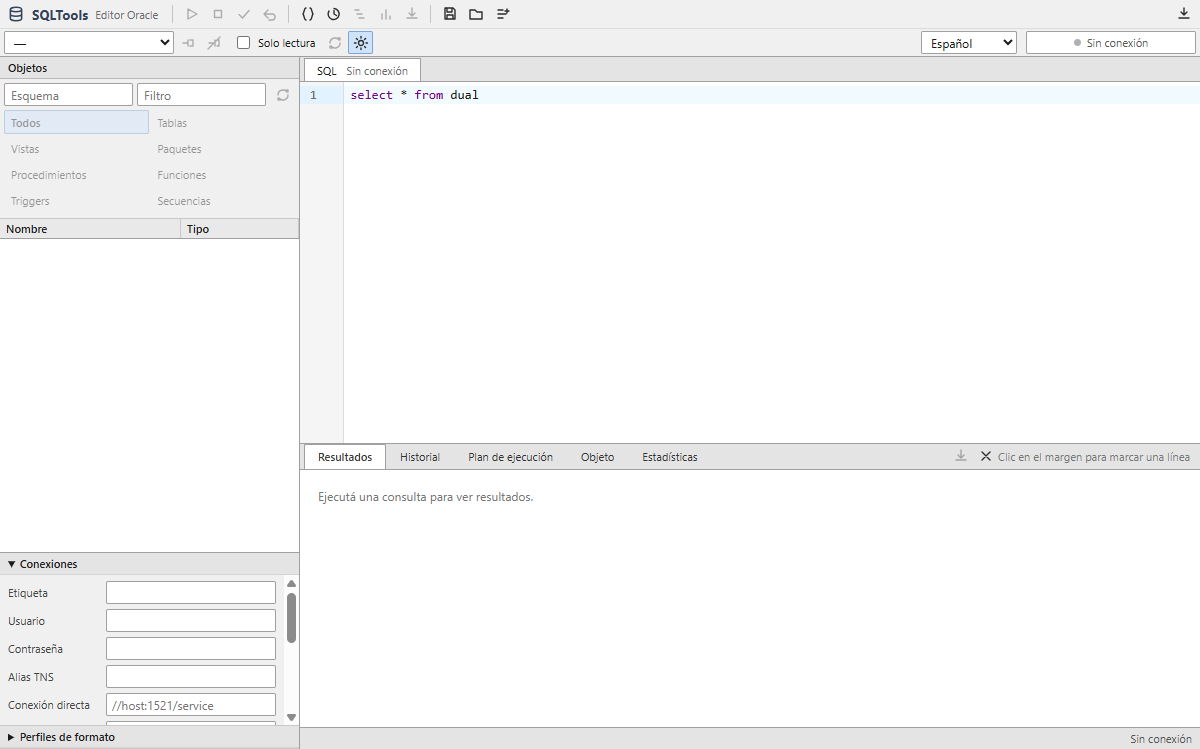 SQLTools Editor Oracle
—
Solo lectura
Español
Sin conexión
Objetos
Esquema
Filtro
Todos
Tablas
Vistas
Paquetes
Procedimientos
Funciones
Triggers
Secuencias
Nombre
Tipo
SQL Sin conexión
1 select * from dual
Resultados
Historial
Plan de ejecución
Objeto
Estadísticas
Clic en el margen para marcar una línea
Ejecutá una consulta para ver resultados.
Conexiones
Etiqueta
Usuario
Contraseña
Alias TNS
Conexión directa //host:1521/service
Perfiles de formato
Sin conexión